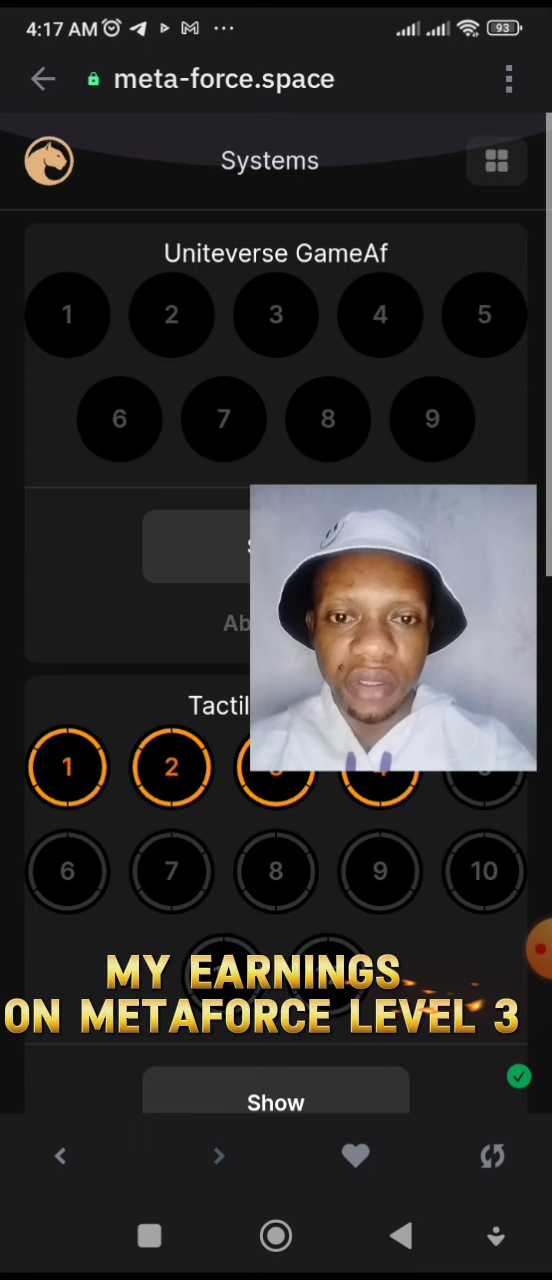 4:17 AM
93
meta-force.space
Systems
Uniteverse GameAf
1 2 3 4 5
6 7 8 9
Tactil
1 2
6 7 8 9 10
MY EARNINGS
ON METAFORCE LEVEL 3
Show